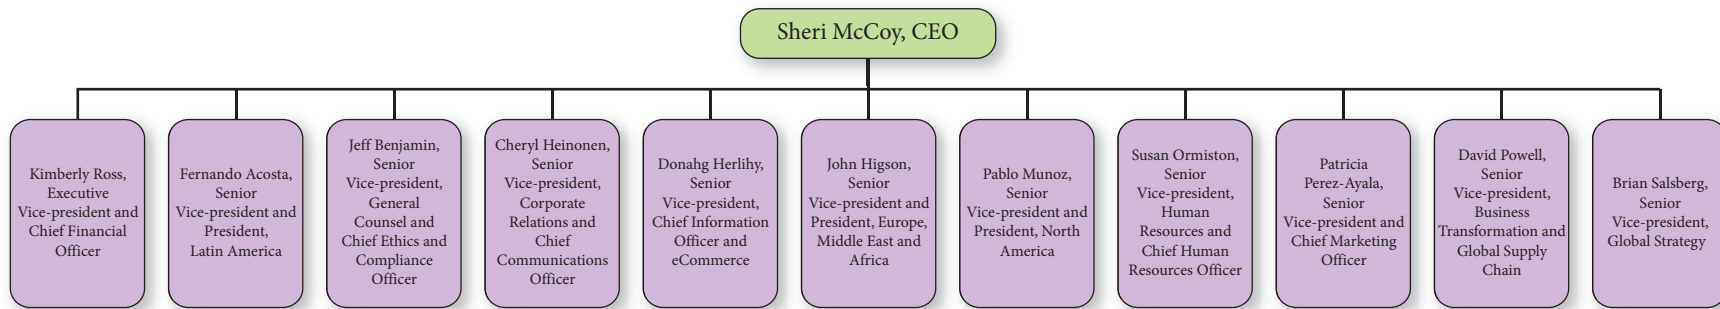 Sheri McCoy, CEO
Kimberly Ross,
Executive
Vice-president and
Chief Financial
Officer
Fernando Acosta,
Senior
Vice-president and
President,
Latin America
Jeff Benjamin,
Senior
Vice-president,
General
Counsel and
Chief Ethics and
Compliance
Officer
Cheryl Heinonen,
Senior
Vice-president,
Corporate
Relations and
Chief
Communications
Officer
Donahg Herlihy,
Senior
Vice-president,
Chief Information
Officer and
eCommerce
John Higson,
Senior
Vice-president and
President, Europe,
Middle East and
Africa
Pablo Munoz,
Senior
Vice-president and
President, North
America
Susan Ormiston,
Senior
Vice-president,
Human
Resources and
Chief Human
Resources Officer
Patricia
Perez-Ayala,
Senior
Vice-president and
Chief Marketing
Officer
David Powell,
Senior
Vice-president,
Business
Transformation and
Global Supply
Chain
Brian Salsberg,
Senior
Vice-president,
Global Strategy